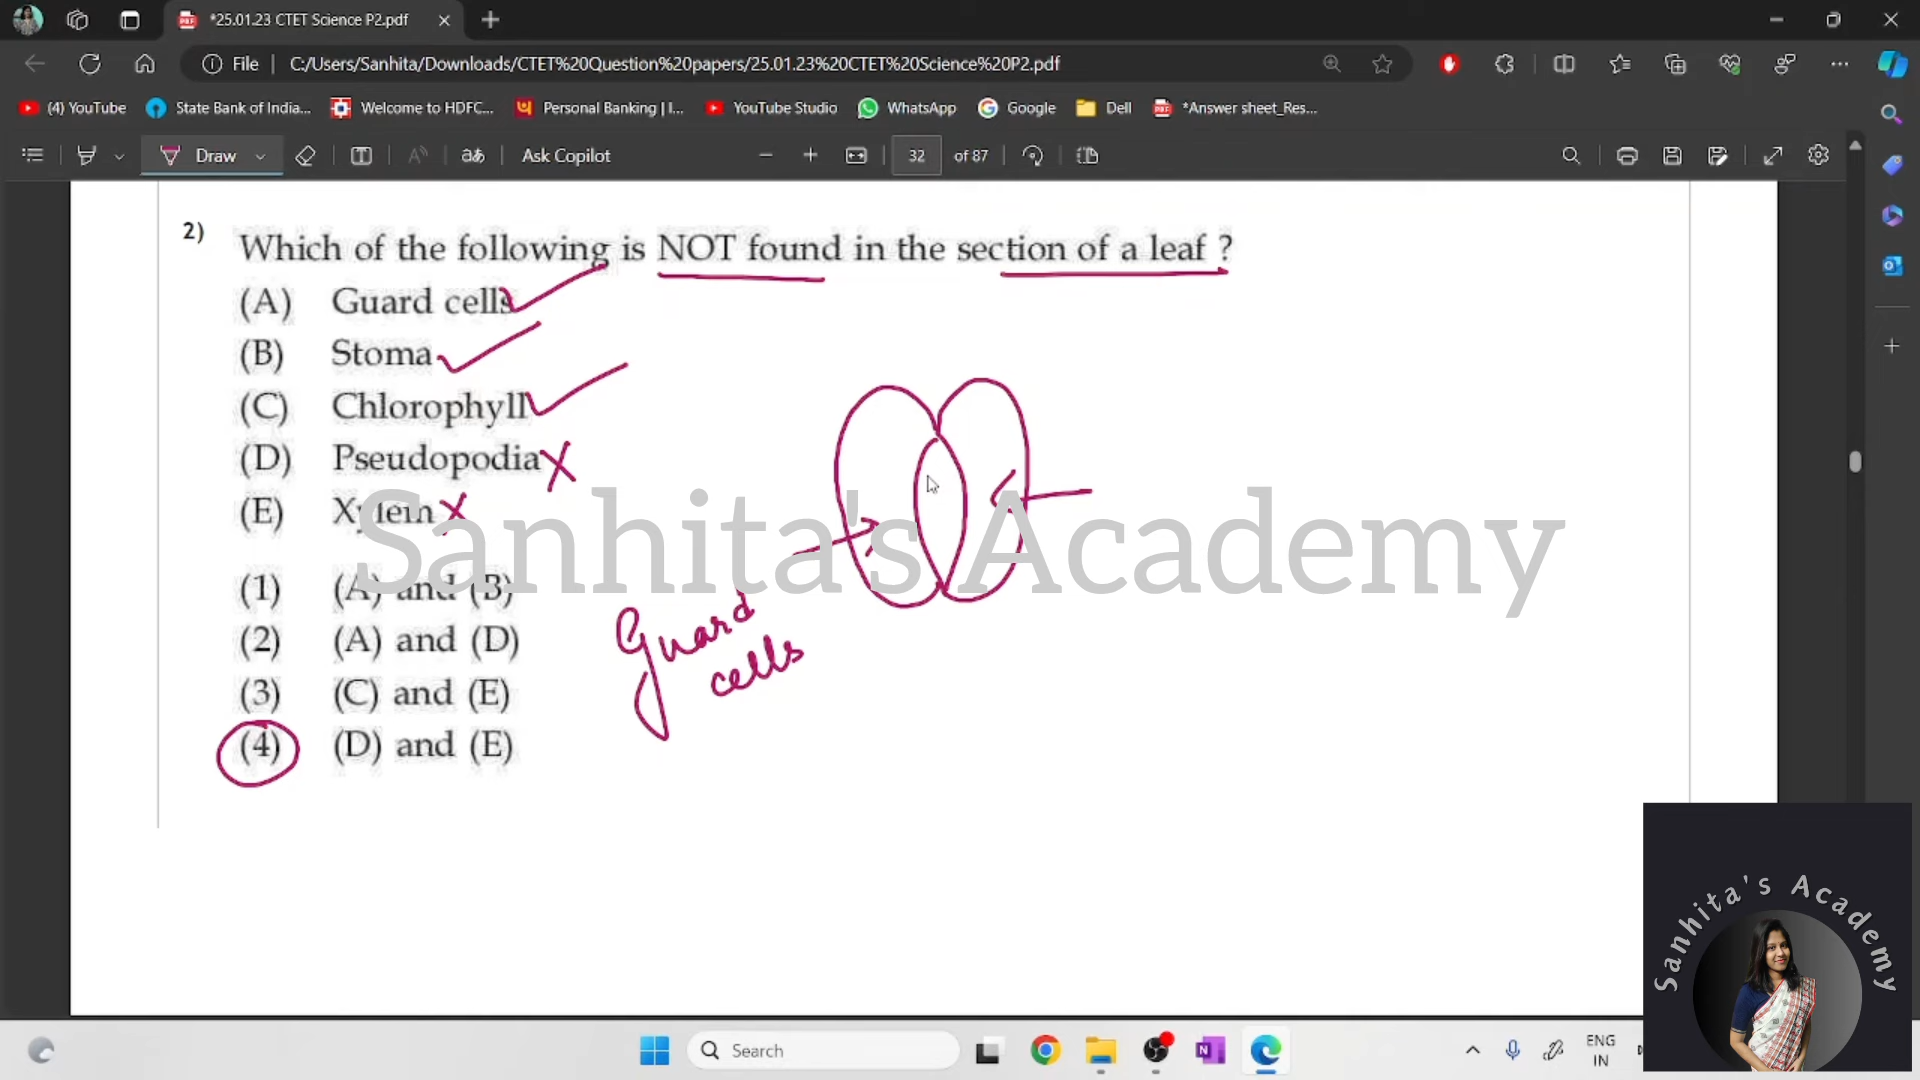 *25.01.23 CTET Science P2.pdf
File
C:/Users/Sanhita/Downloads/CTET%20Question%20papers/25.01.23%20CTET%20Science%20P2.pdf
(4) YouTube
State Bank of India...
Welcome to HDFC...
Personal Banking | I...
YouTube Studio
WhatsApp
Google
Dell
*Answer sheet_Res...
Draw
Ask Copilot
32 of 87
2) Which of the following is NOT found in the section of a leaf ?
(A) Guard cells
(B) Stoma
(C) Chlorophyll
(D) Pseudopodia
(E) Xylem
Sanhita's Academy
(1) (A) and (B)
(2) (A) and (D)
(3) (C) and (E)
(4) (D) and (E)
Guard
cells
Sanhita's Academy
Search
ENG
IN